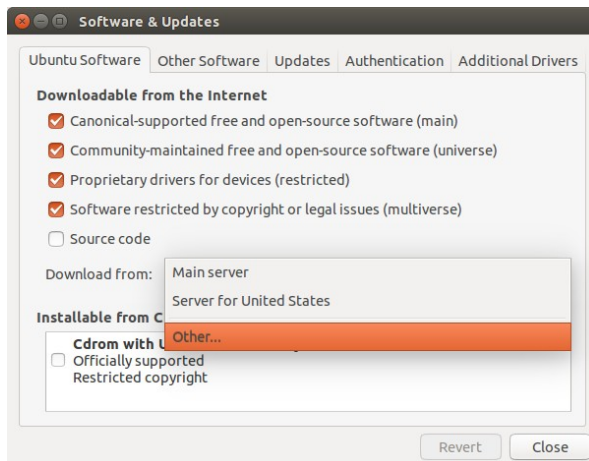 Software & Updates
Ubuntu Software Other Software Updates Authentication Additional Drivers
Downloadable from the Internet
Canonical-supported free and open-source software (main)
Community-maintained free and open-source software (universe)
Proprietary drivers for devices (restricted)
Software restricted by copyright or legal issues (multiverse)
Source code
Download from:
Main server
Server for United States
Installable from
Other...
Cdrom with
Officially supported
Restricted copyright
Revert Close